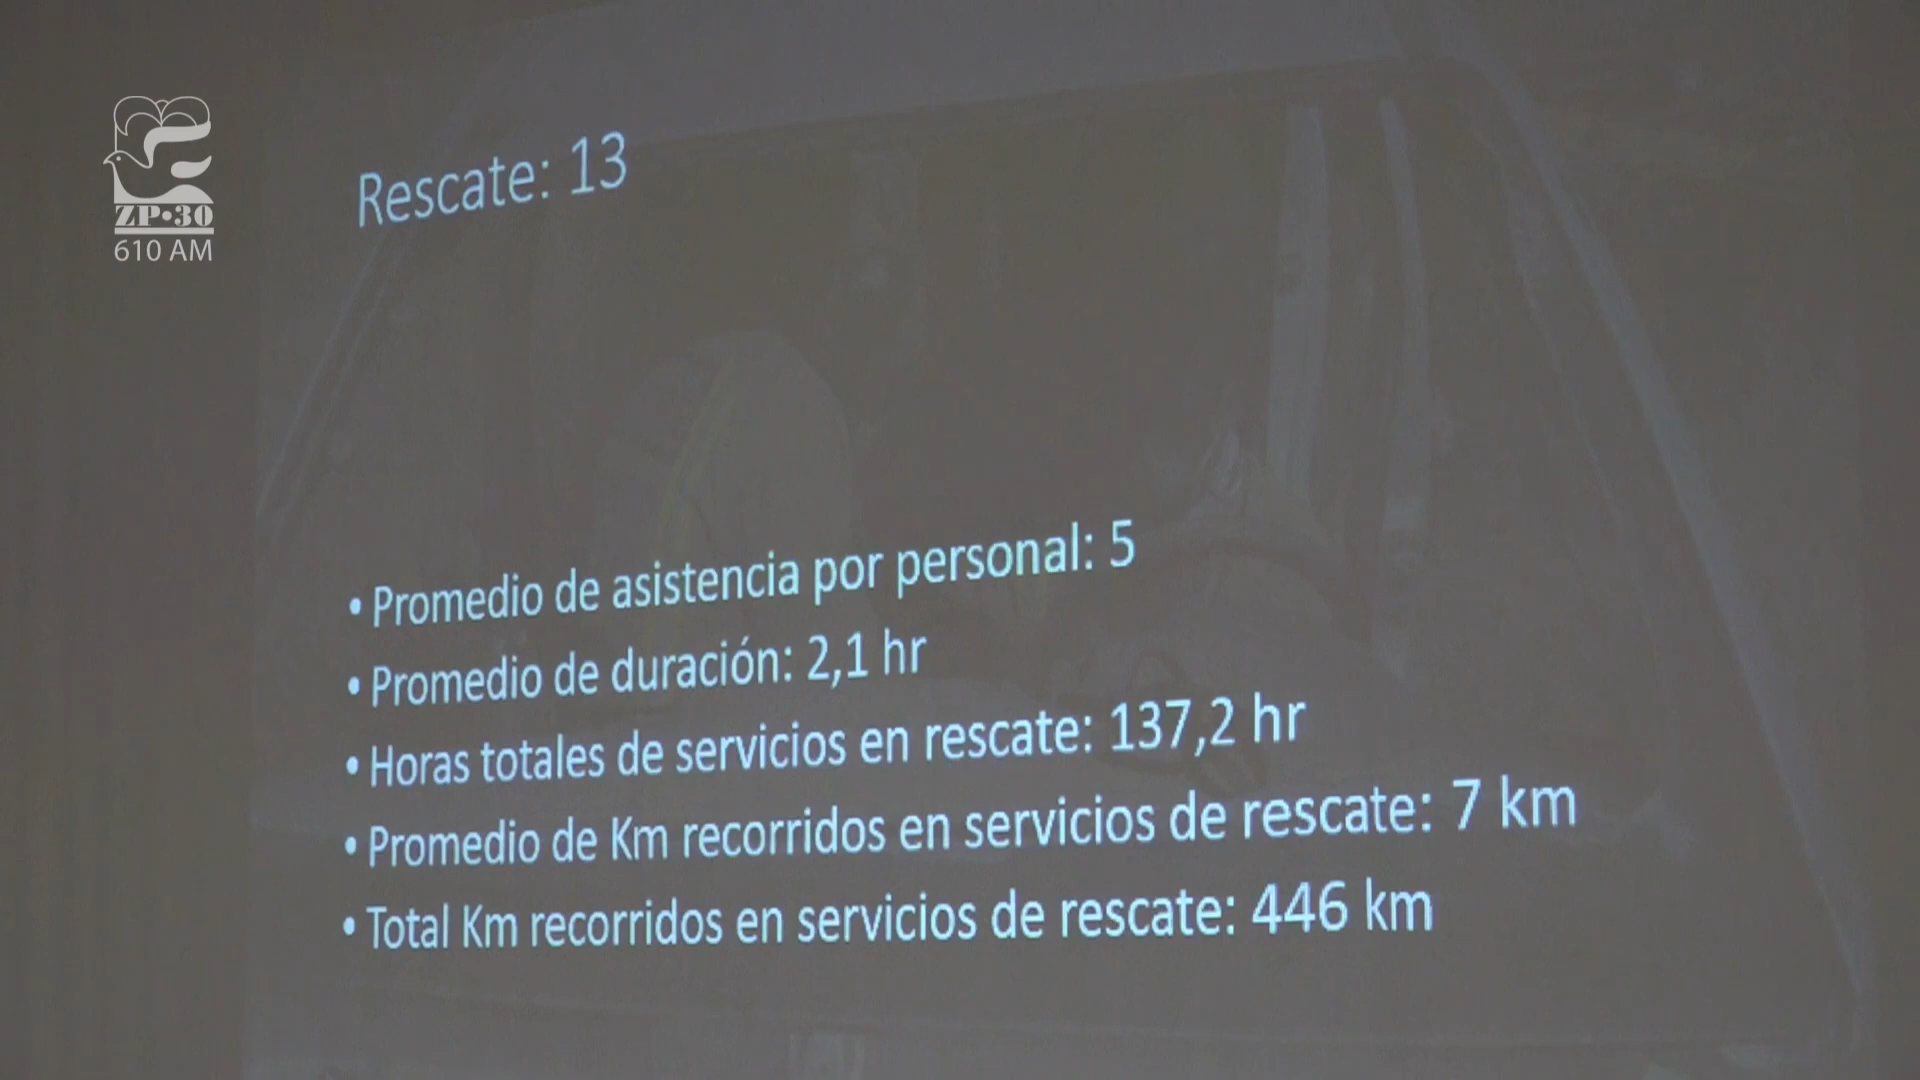 ZP•30
610 AM
Rescate: 13
• Promedio de asistencia por personal: 5
• Promedio de duración: 2,1 hr
• Horas totales de servicios en rescate: 137,2 hr
• Promedio de Km recorridos en servicios de rescate: 7 km
• Total Km recorridos en servicios de rescate: 446 km